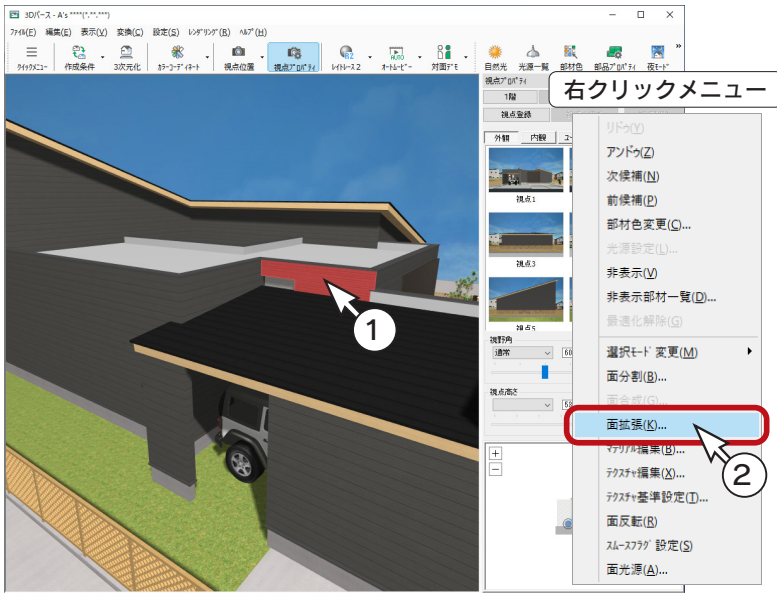 3Dパース - A's ****(*.**.***)
ファイル(F) 編集(E) 表示(V) 変換(C) 設定(S) レンダリング(R) ヘルプ(H)
クイックメニュー 作成条件 3次元化 カラーコーディネート 視点位置 視点プロパティ レイトレース2 オートムービー 対面デモ 自然光 光源一覧 部材色 部品プロパティ 夜モード
視点プロパティ
右クリックメニュー
1階
視点登録
外観 内観
視点1
視点3
視点5
視野角
通常 60
視点高さ
リドゥ(Y)
アンドゥ(Z)
次候補(N)
前候補(P)
部材色変更(C)...
光源設定(L)...
非表示(V)
非表示部材一覧(D)...
最適化解除(G)
選択モード変更(M)
面分割(B)...
面合成(G)...
面拡張(K)...
マテリアル編集(B)...
テクスチャ編集(X)...
テクスチャ基準設定(T)...
面反転(R)
スムースフラグ設定(S)
面光源(A)...
1
2